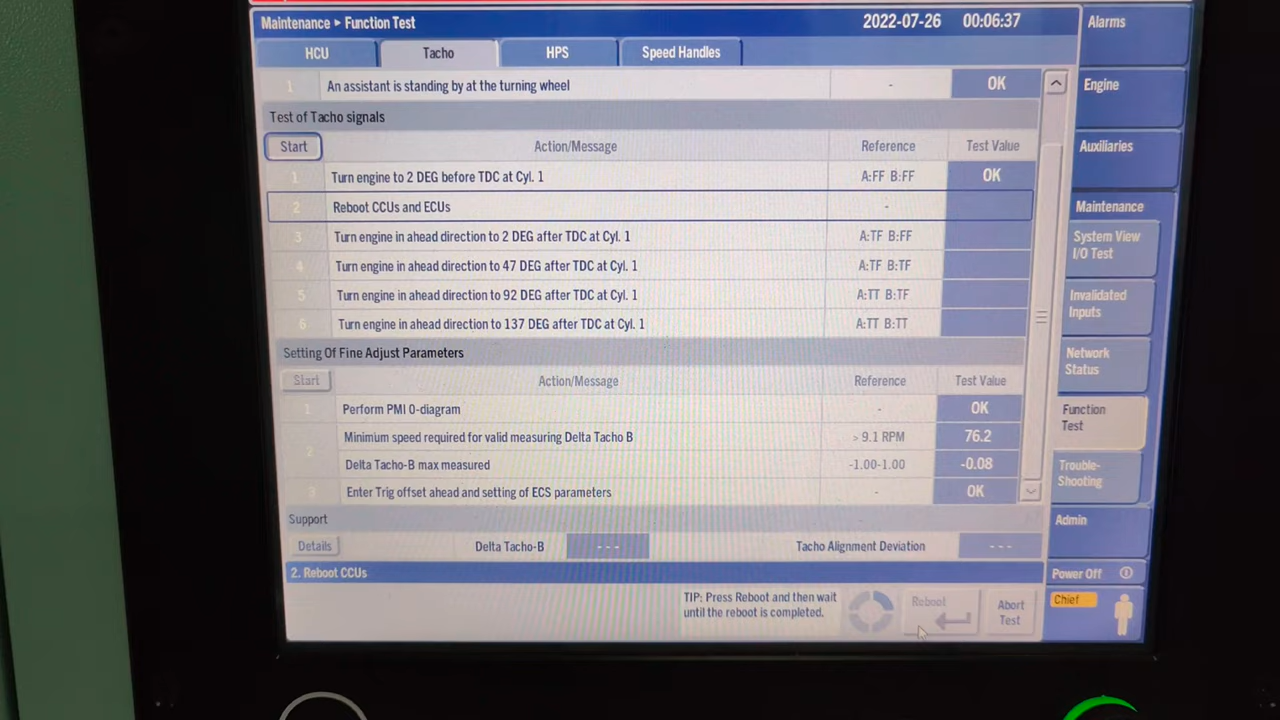 Maintenance ▸ Function Test 2022-07-26 00:06:37
HCU Tacho HPS Speed Handles
1 An assistant is standing by at the turning wheel - OK
Test of Tacho signals
Start Action/Message Reference Test Value
1 Turn engine to 2 DEG before TDC at Cyl. 1 A:FF B:FF OK
2 Reboot CCUs and ECUs -
3 Turn engine in ahead direction to 2 DEG after TDC at Cyl. 1 A:TF B:FF
4 Turn engine in ahead direction to 47 DEG after TDC at Cyl. 1 A:TF B:TF
5 Turn engine in ahead direction to 92 DEG after TDC at Cyl. 1 A:TT B:TF
6 Turn engine in ahead direction to 137 DEG after TDC at Cyl. 1 A:TT B:TT
Setting Of Fine Adjust Parameters
Start Action/Message Reference Test Value
1 Perform PMI 0-diagram - OK
2 Minimum speed required for valid measuring Delta Tacho B > 9.1 RPM 76.2
Delta Tacho-B max measured -1.00-1.00 -0.08
3 Enter Trig offset ahead and setting of ECS parameters - OK
Support
Details Delta Tacho-B - - - Tacho Alignment Deviation - - -
2. Reboot CCUs
TIP: Press Reboot and then wait
until the reboot is completed.
Reboot
Abort
Test
Alarms
Engine
Auxiliaries
Maintenance
System View
I/O Test
Invalidated
Inputs
Network
Status
Function
Test
Trouble-
Shooting
Admin
Power Off
Chief